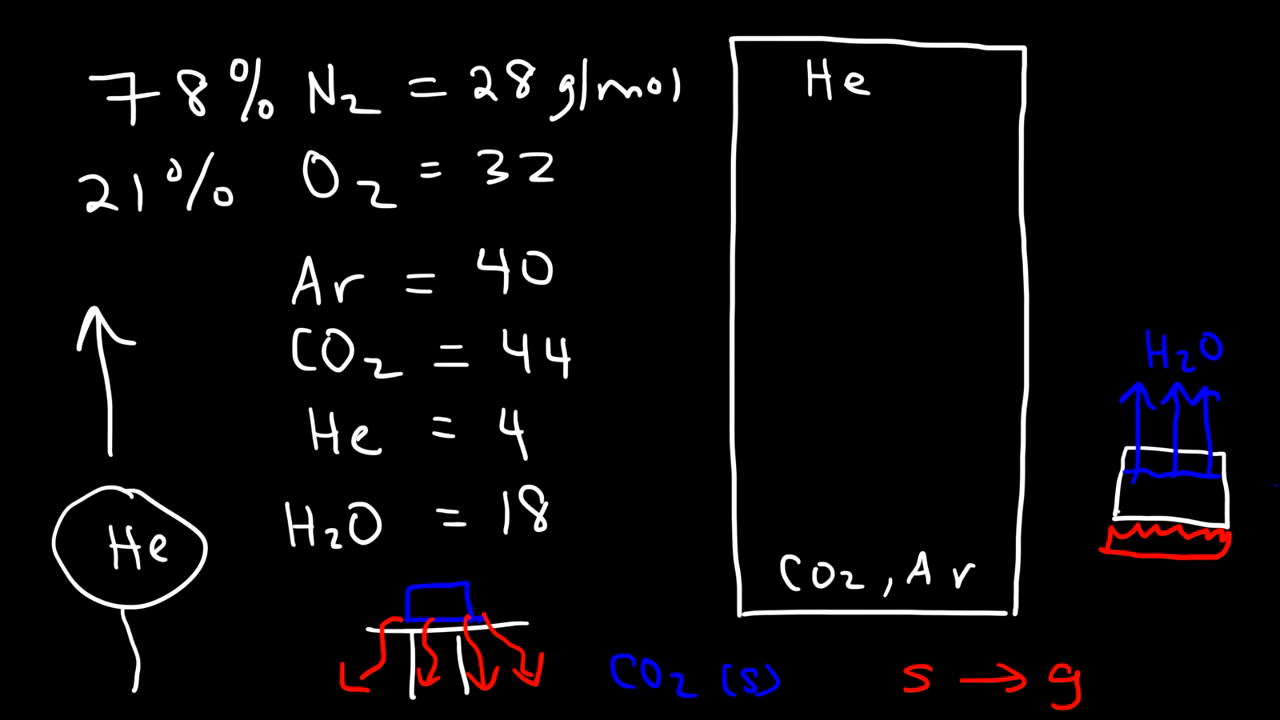 78% N₂ = 28 g/mol
21% O₂ = 32
Ar = 40
CO₂ = 44
He = 4
H₂O = 18
He
He
CO₂, Ar
H₂O
CO₂ (s)
s → g